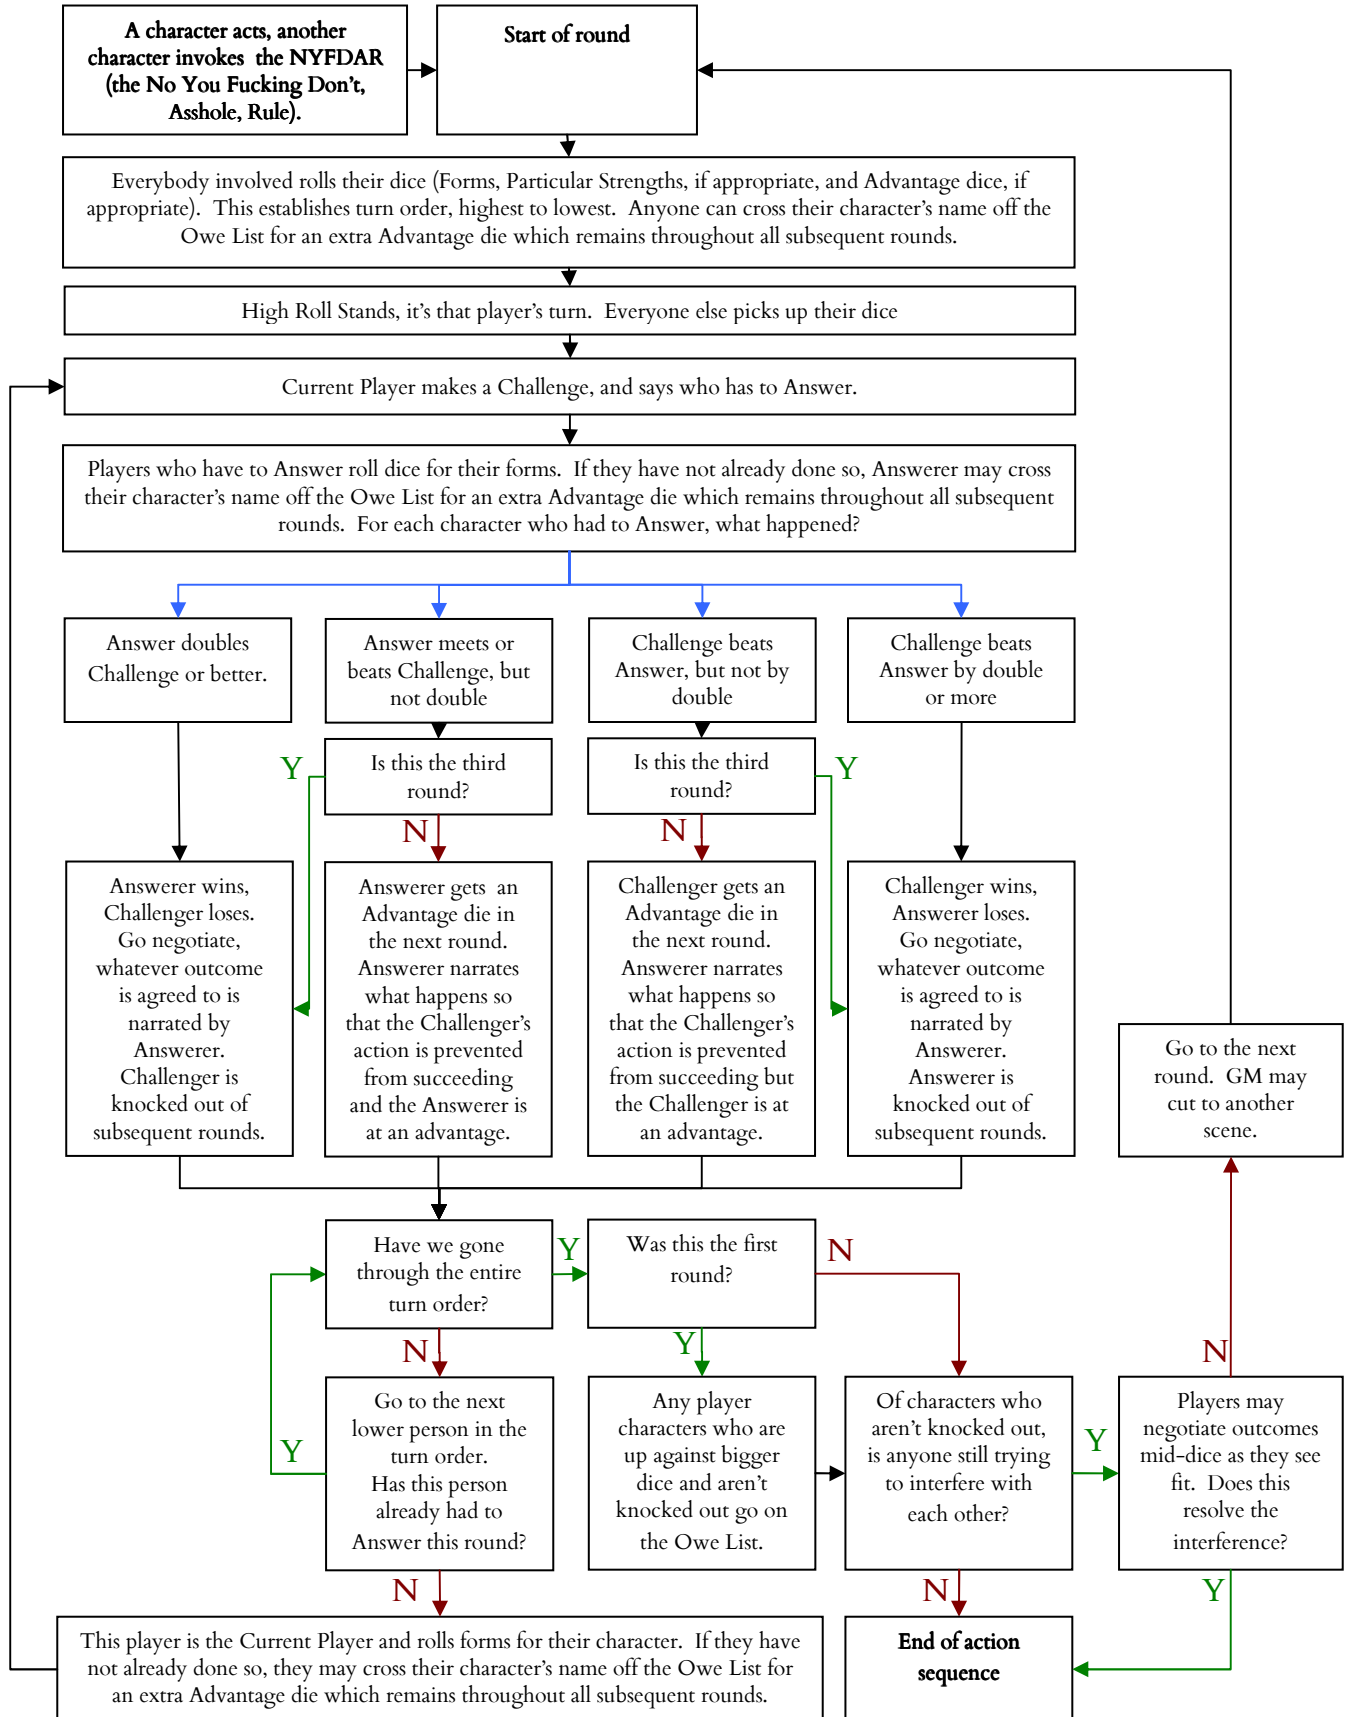 A character acts, another
character invokes the NYFDAR
(the No You Fucking Don't,
Asshole, Rule).
Start of round
Everybody involved rolls their dice (Forms, Particular Strengths, if appropriate, and Advantage dice, if
appropriate). This establishes turn order, highest to lowest. Anyone can cross their character's name off the
Owe List for an extra Advantage die which remains throughout all subsequent rounds.
High Roll Stands, it's that player's turn. Everyone else picks up their dice
Current Player makes a Challenge, and says who has to Answer.
Players who have to Answer roll dice for their forms. If they have not already done so, Answerer may cross
their character's name off the Owe List for an extra Advantage die which remains throughout all subsequent
rounds. For each character who had to Answer, what happened?
Answer doubles
Challenge or better.
Answer meets or
beats Challenge, but
not double
Challenge beats
Answer, but not by
double
Challenge beats
Answer by double
or more
Y
Is this the third
round?
N
Is this the third
round?
Y
N
Answerer wins,
Challenger loses.
Go negotiate,
whatever outcome
is agreed to is
narrated by
Answerer.
Challenger is
knocked out of
subsequent rounds.
Answerer gets an
Advantage die in
the next round.
Answerer narrates
what happens so
that the Challenger's
action is prevented
from succeeding
and the Answerer is
at an advantage.
Challenger gets an
Advantage die in
the next round.
Answerer narrates
what happens so
that the Challenger's
action is prevented
from succeeding but
the Challenger is at
an advantage.
Challenger wins,
Answerer loses.
Go negotiate,
whatever outcome
is agreed to is
narrated by
Answerer.
Answerer is
knocked out of
subsequent rounds.
Go to the next
round. GM may
cut to another
scene.
Have we gone
through the entire
turn order?
Y
N
Was this the first
round?
N
Y
Go to the next
lower person in the
turn order.
Has this person
already had to
Answer this round?
Y
N
Any player
characters who are
up against bigger
dice and aren't
knocked out go on
the Owe List.
Of characters who
aren't knocked out,
is anyone still trying
to interfere with
each other?
Y
N
Players may
negotiate outcomes
mid-dice as they see
fit. Does this
resolve the
interference?
N
Y
This player is the Current Player and rolls forms for their character. If they have
not already done so, they may cross their character's name off the Owe List for
an extra Advantage die which remains throughout all subsequent rounds.
End of action
sequence